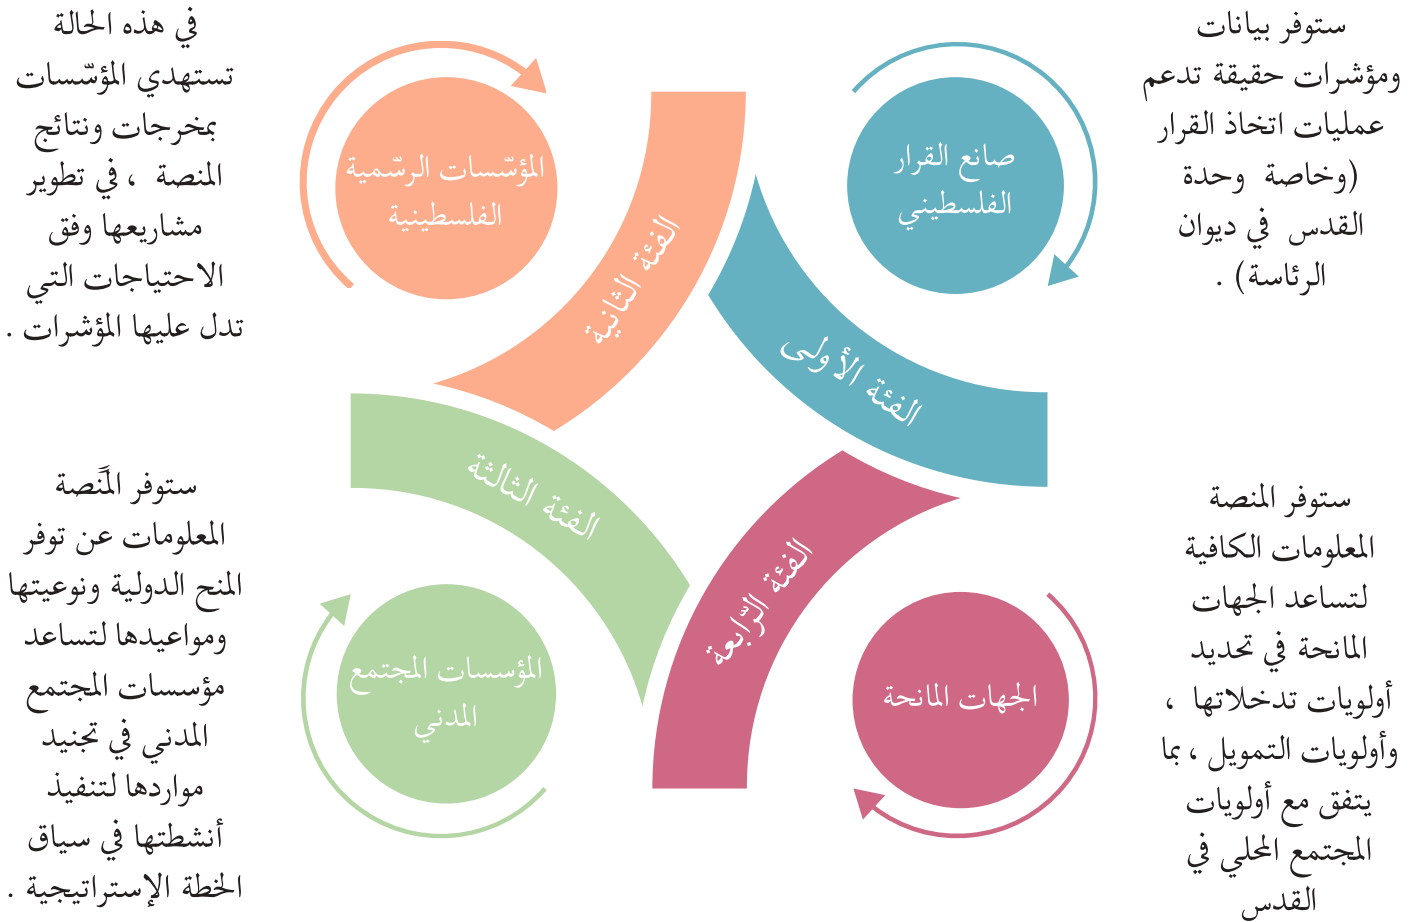 ستوفر بيانات
ومؤشرات حقيقة تدعم
عمليات اتخاذ القرار
(وخاصة وحدة
القدس في ديوان
الرئاسة) .
صانع القرار
الفلسطيني
الفئة الأولى
في هذه الحالة
تستهدي المؤسّسات
بمخرجات ونتائج
المنصة ، في تطوير
مشاريعها وفق
الاحتياجات التي
تدل عليها المؤشرات .
المؤسّسات الرسّمية
الفلسطينية
الفئة الثانية
ستوفر المنًصة
المعلومات عن توفر
المنح الدولية ونوعيتها
ومواعيدها لتساعد
مؤسسات المجتمع
المدني في تجنيد
مواردها لتنفيذ
أنشطتها في سياق
الخطة الإستراتيجية .
المؤسسات المجتمع
المدني
الفئة الثالثة
ستوفر المنصة
المعلومات الكافية
لتساعد الجهات
المانحة في تحديد
أولويات تدخلاتها ،
وأولويات التمويل ، بما
يتفق مع أولويات
المجتمع المحلي في
القدس
الجهات المانحة
الفئة الرّابعة